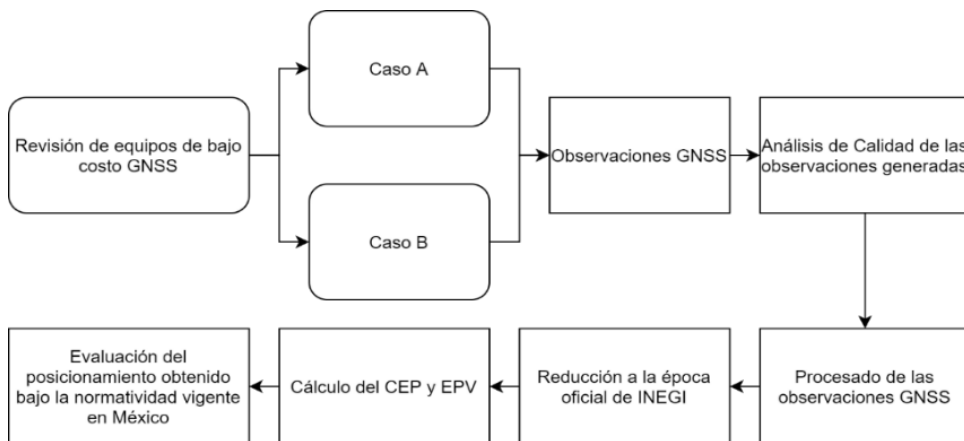 Revisión de equipos de bajo
costo GNSS
Caso A
Caso B
Observaciones GNSS
Análisis de Calidad de las
observaciones generadas
Procesado de las
observaciones GNSS
Reducción a la época
oficial de INEGI
Cálculo del CEP y EPV
Evaluación del
posicionamiento obtenido
bajo la normatividad vigente
en México